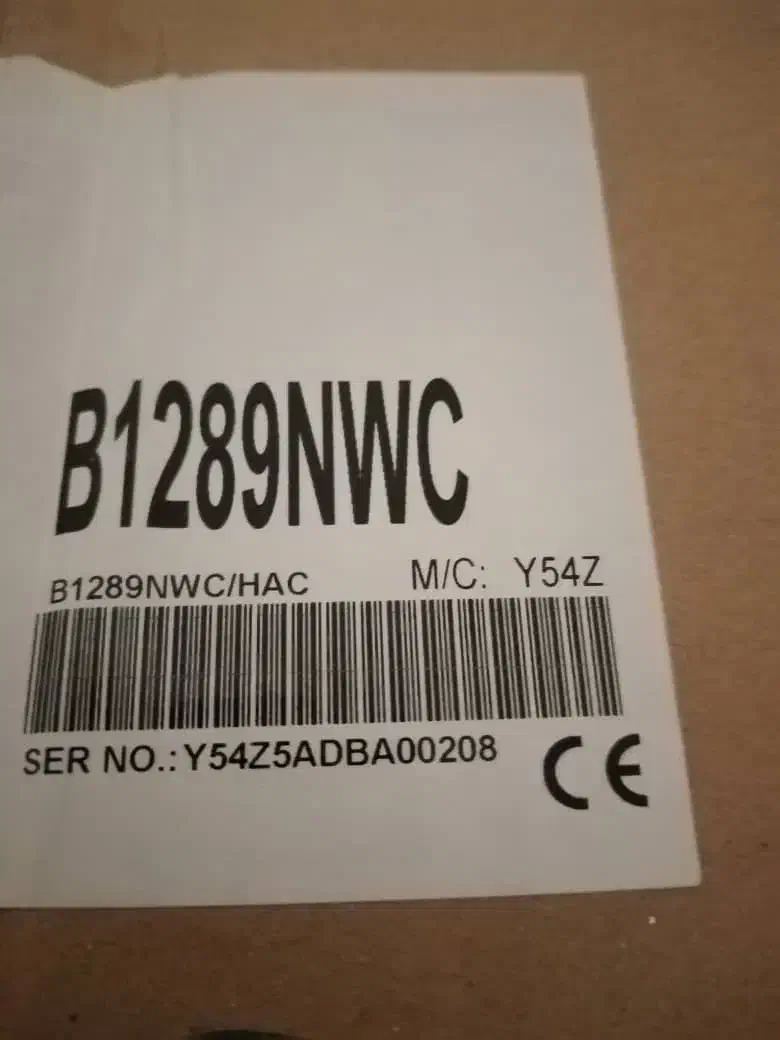 B1289NWC
B1289NWC/HAC M/C: Y54Z
SER NO.: Y54Z5ADBA00208 CE